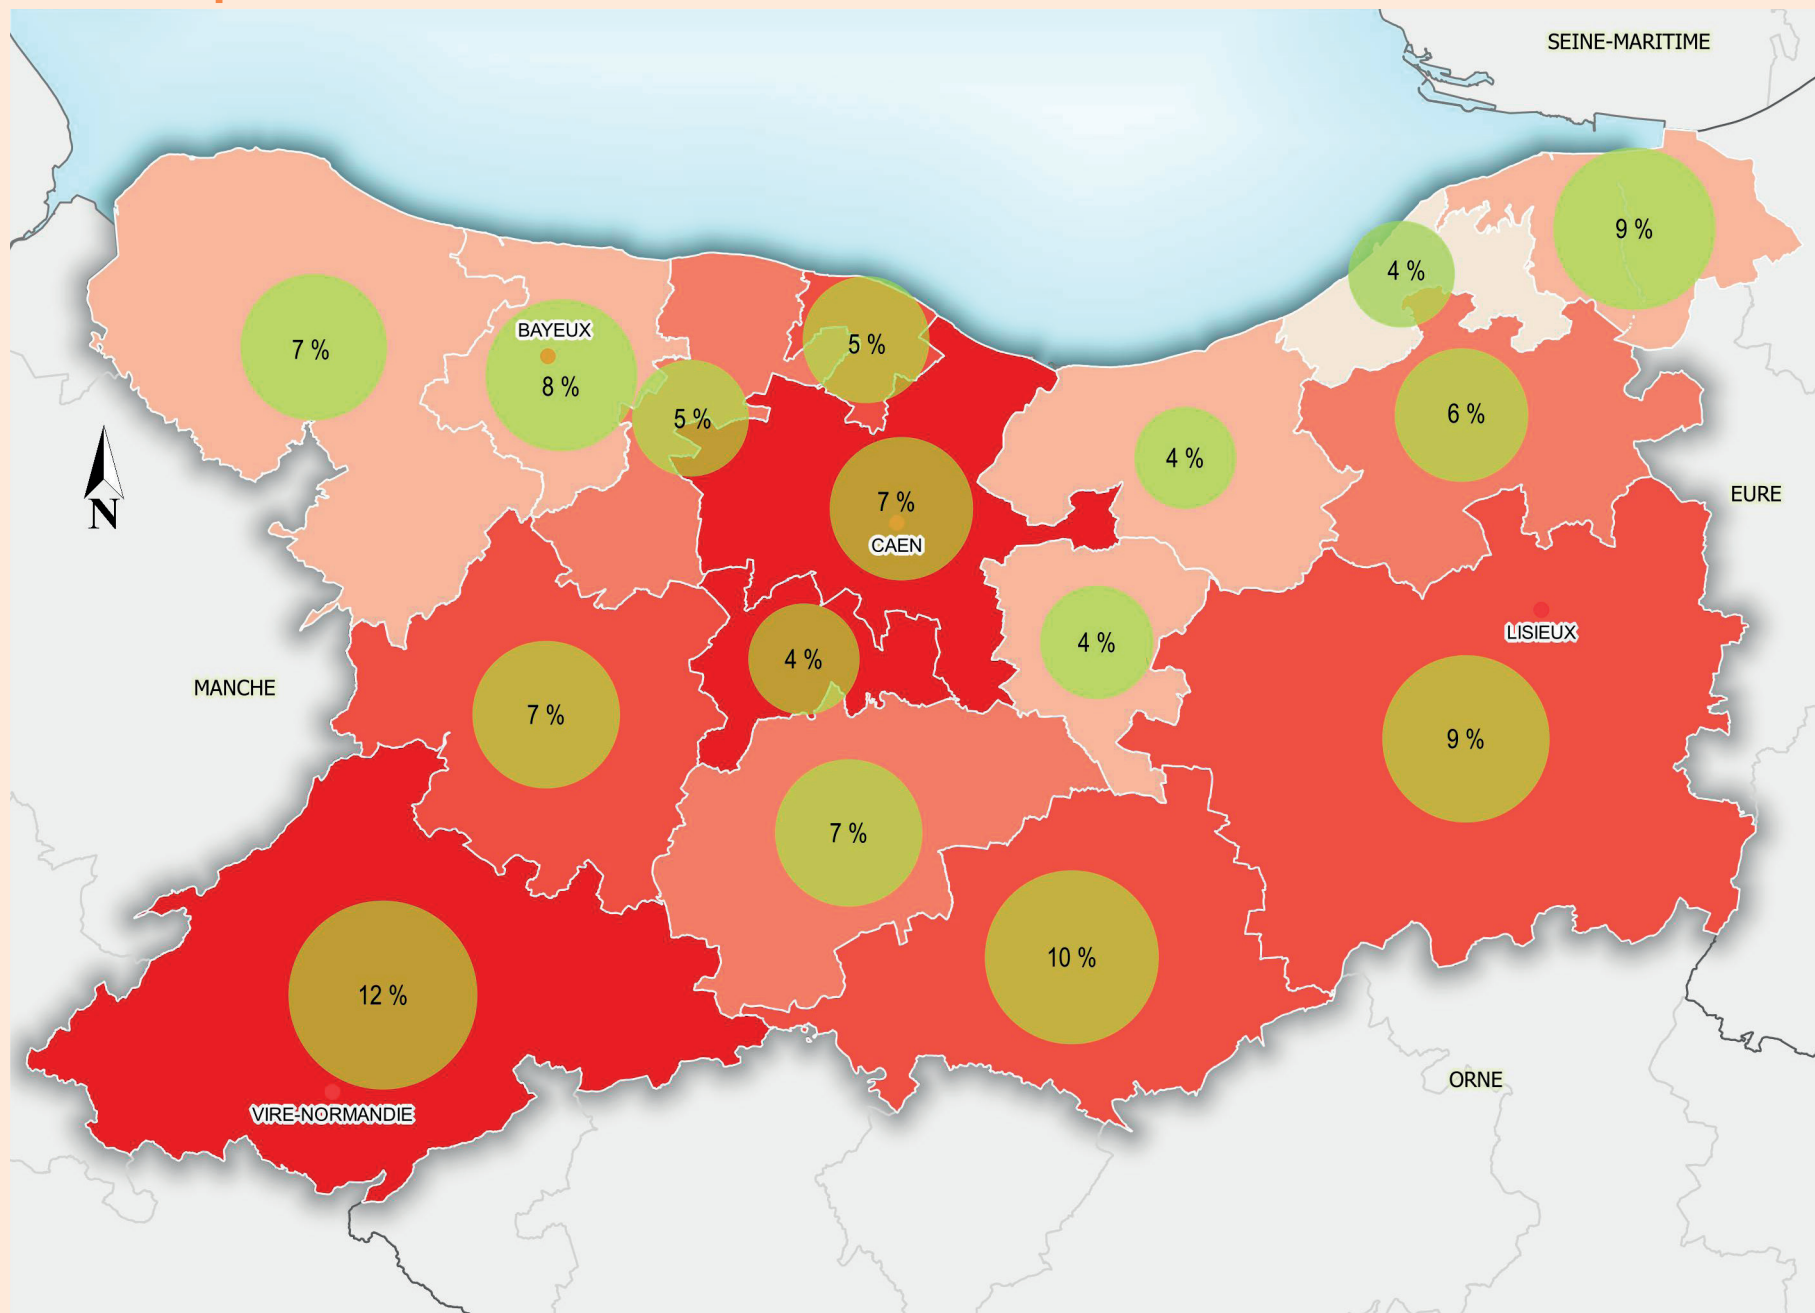 SEINE-MARITIME
9 %
4 %
BAYEUX
7 %
5 %
8 %
5 %
6 %
4 %
EURE
7 %
N
CAEN
LISIEUX
4 %
4 %
MANCHE
7 %
9 %
7 %
10 %
12 %
ORNE
VIRE-NORMANDIE